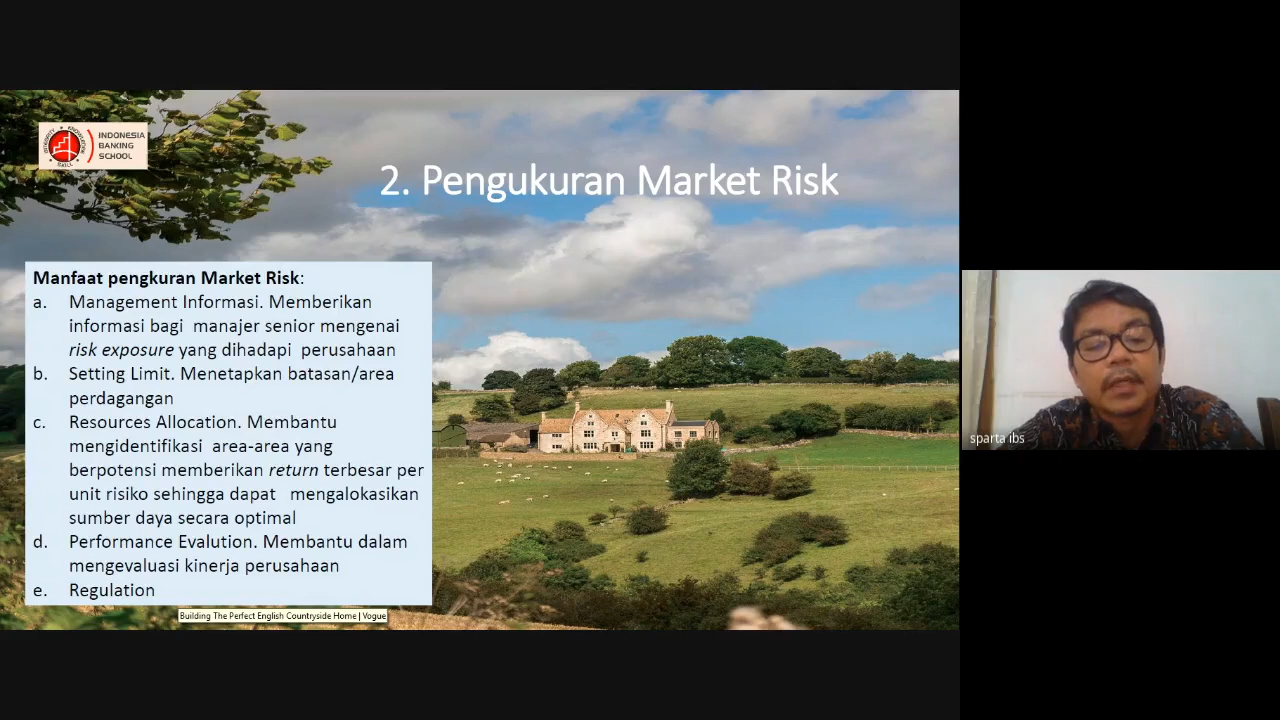 INDONESIA
BANKING
SCHOOL
2. Pengukuran Market Risk
Manfaat pengkuran Market Risk:
a. Management Informasi. Memberikan
informasi bagi manajer senior mengenai
risk exposure yang dihadapi perusahaan
b. Setting Limit. Menetapkan batasan/area
perdagangan
c. Resources Allocation. Membantu
mengidentifikasi area-area yang
berpotensi memberikan return terbesar per
unit risiko sehingga dapat mengalokasikan
sumber daya secara optimal
d. Performance Evalution. Membantu dalam
mengevaluasi kinerja perusahaan
e. Regulation
Building The Perfect English Countryside Home | Vogue
sparta ibs